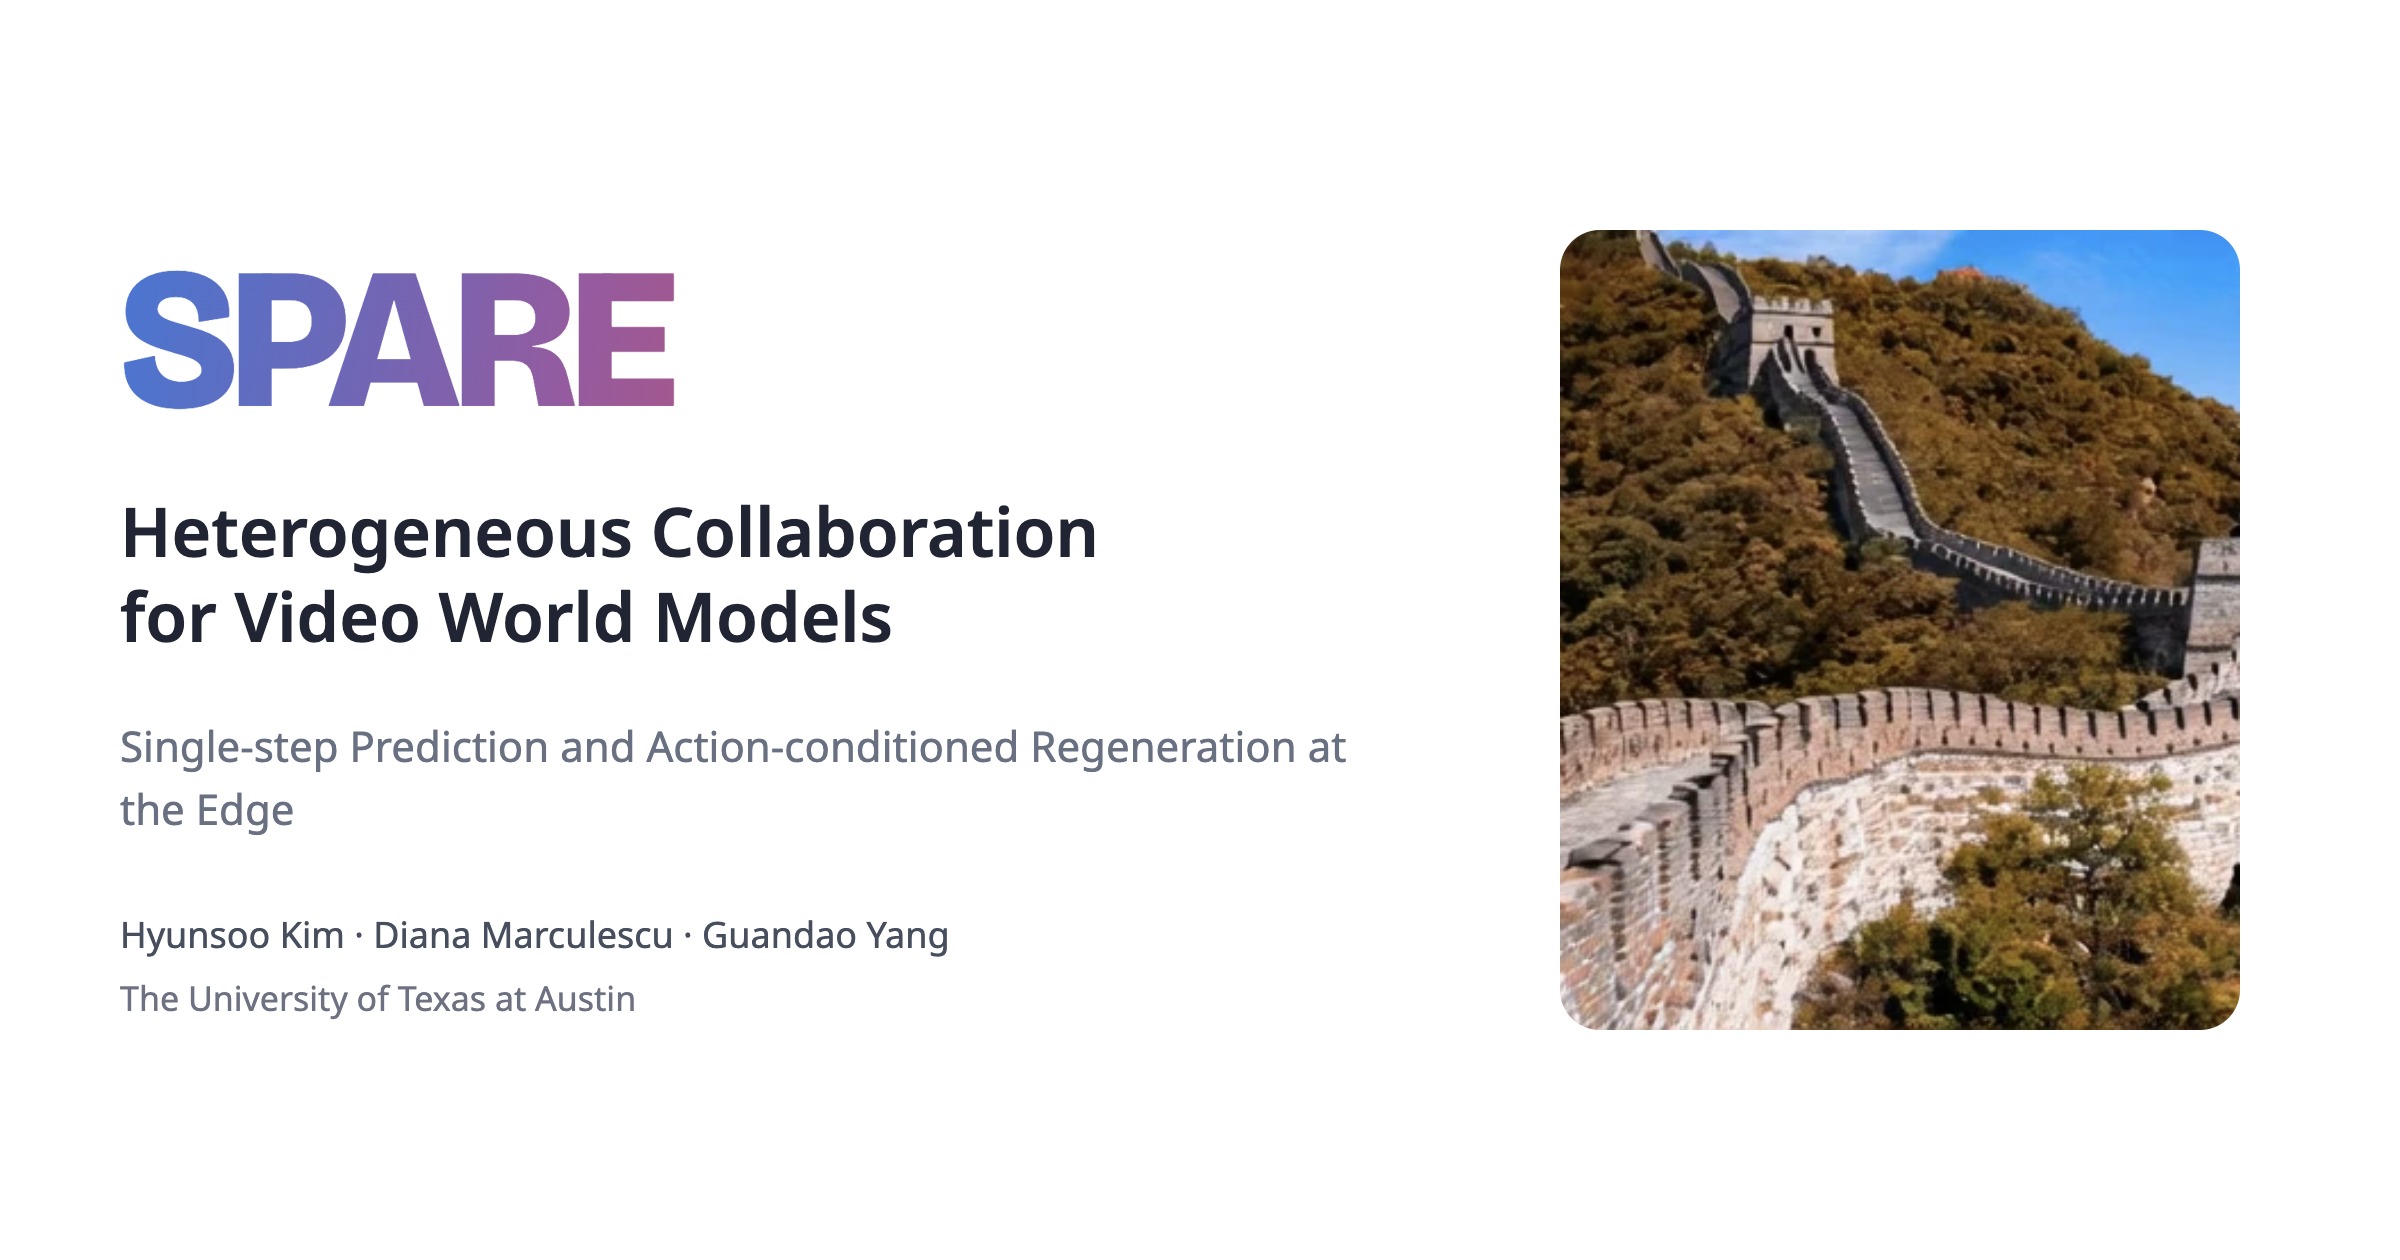 SPARE
Heterogeneous Collaboration
for Video World Models
Single-step Prediction and Action-conditioned Regeneration at
the Edge
Hyunsoo Kim · Diana Marculescu · Guandao Yang
The University of Texas at Austin